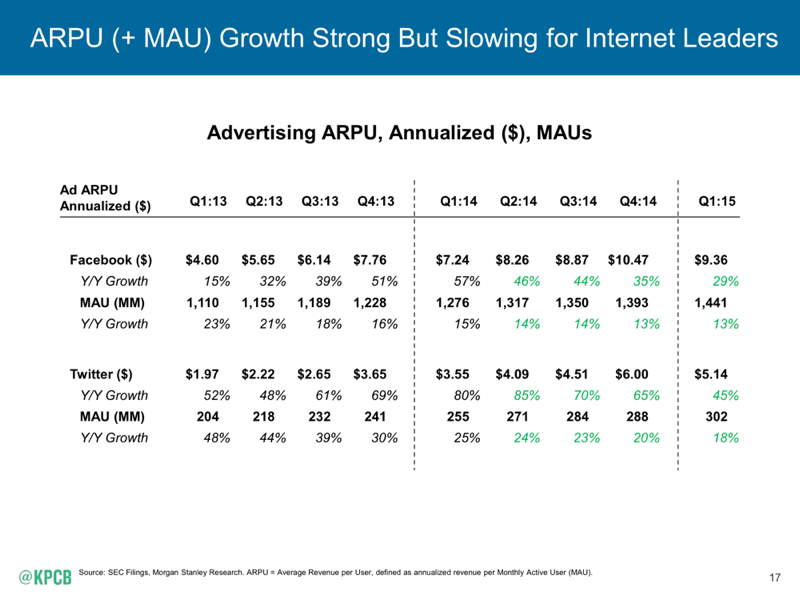 ARPU (+ MAU) Growth Strong But Slowing for Internet Leaders
Advertising ARPU, Annualized ($), MAUs
Ad ARPU
Annualized ($) Q1:13 Q2:13 Q3:13 Q4:13 Q1:14 Q2:14 Q3:14 Q4:14 Q1:15
Facebook ($) $4.60 $5.65 $6.14 $7.76 $7.24 $8.26 $8.87 $10.47 $9.36
Y/Y Growth 15% 32% 39% 51% 57% 46% 44% 35% 29%
MAU (MM) 1,110 1,155 1,189 1,228 1,276 1,317 1,350 1,393 1,441
Y/Y Growth 23% 21% 18% 16% 15% 14% 14% 13% 13%
Twitter ($) $1.97 $2.22 $2.65 $3.65 $3.55 $4.09 $4.51 $6.00 $5.14
Y/Y Growth 52% 48% 61% 69% 80% 85% 70% 65% 45%
MAU (MM) 204 218 232 241 255 271 284 288 302
Y/Y Growth 48% 44% 39% 30% 25% 24% 23% 20% 18%
@KPCB Source: SEC Filings, Morgan Stanley Research. ARPU = Average Revenue per User, defined as annualized revenue per Monthly Active User (MAU). 17